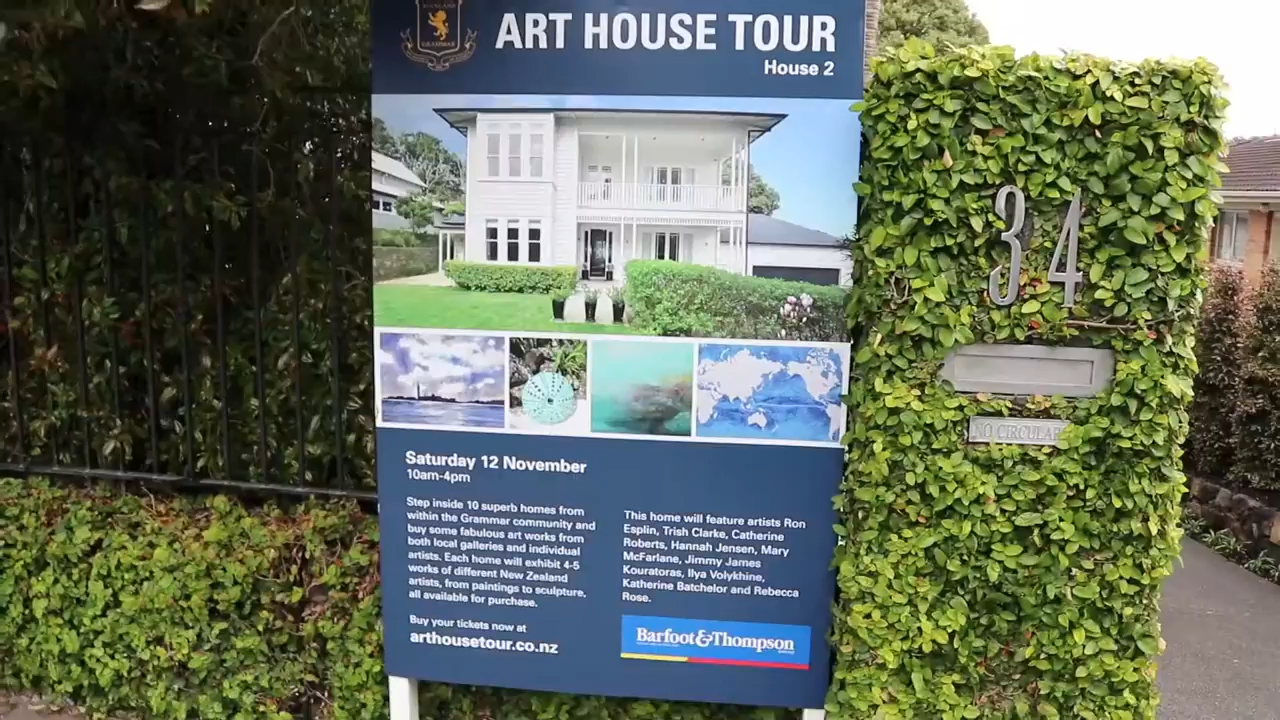 AUCKLAND
GRAMMAR
ART HOUSE TOUR
House 2
34
NO CIRCULAR
Saturday 12 November
10am-4pm
Step inside 10 superb homes from
within the Grammar community and
buy some fabulous art works from
both local galleries and individual
artists. Each home will exhibit 4-5
works of different New Zealand
artists, from paintings to sculpture,
all available for purchase.
Buy your tickets now at
arthousetour.co.nz
This home will feature artists Ron
Esplin, Trish Clarke, Catherine
Roberts, Hannah Jensen, Mary
McFarlane, Jimmy James
Kouratoras, Ilya Volykhine,
Katherine Batchelor and Rebecca
Rose.
Barfoot&Thompson